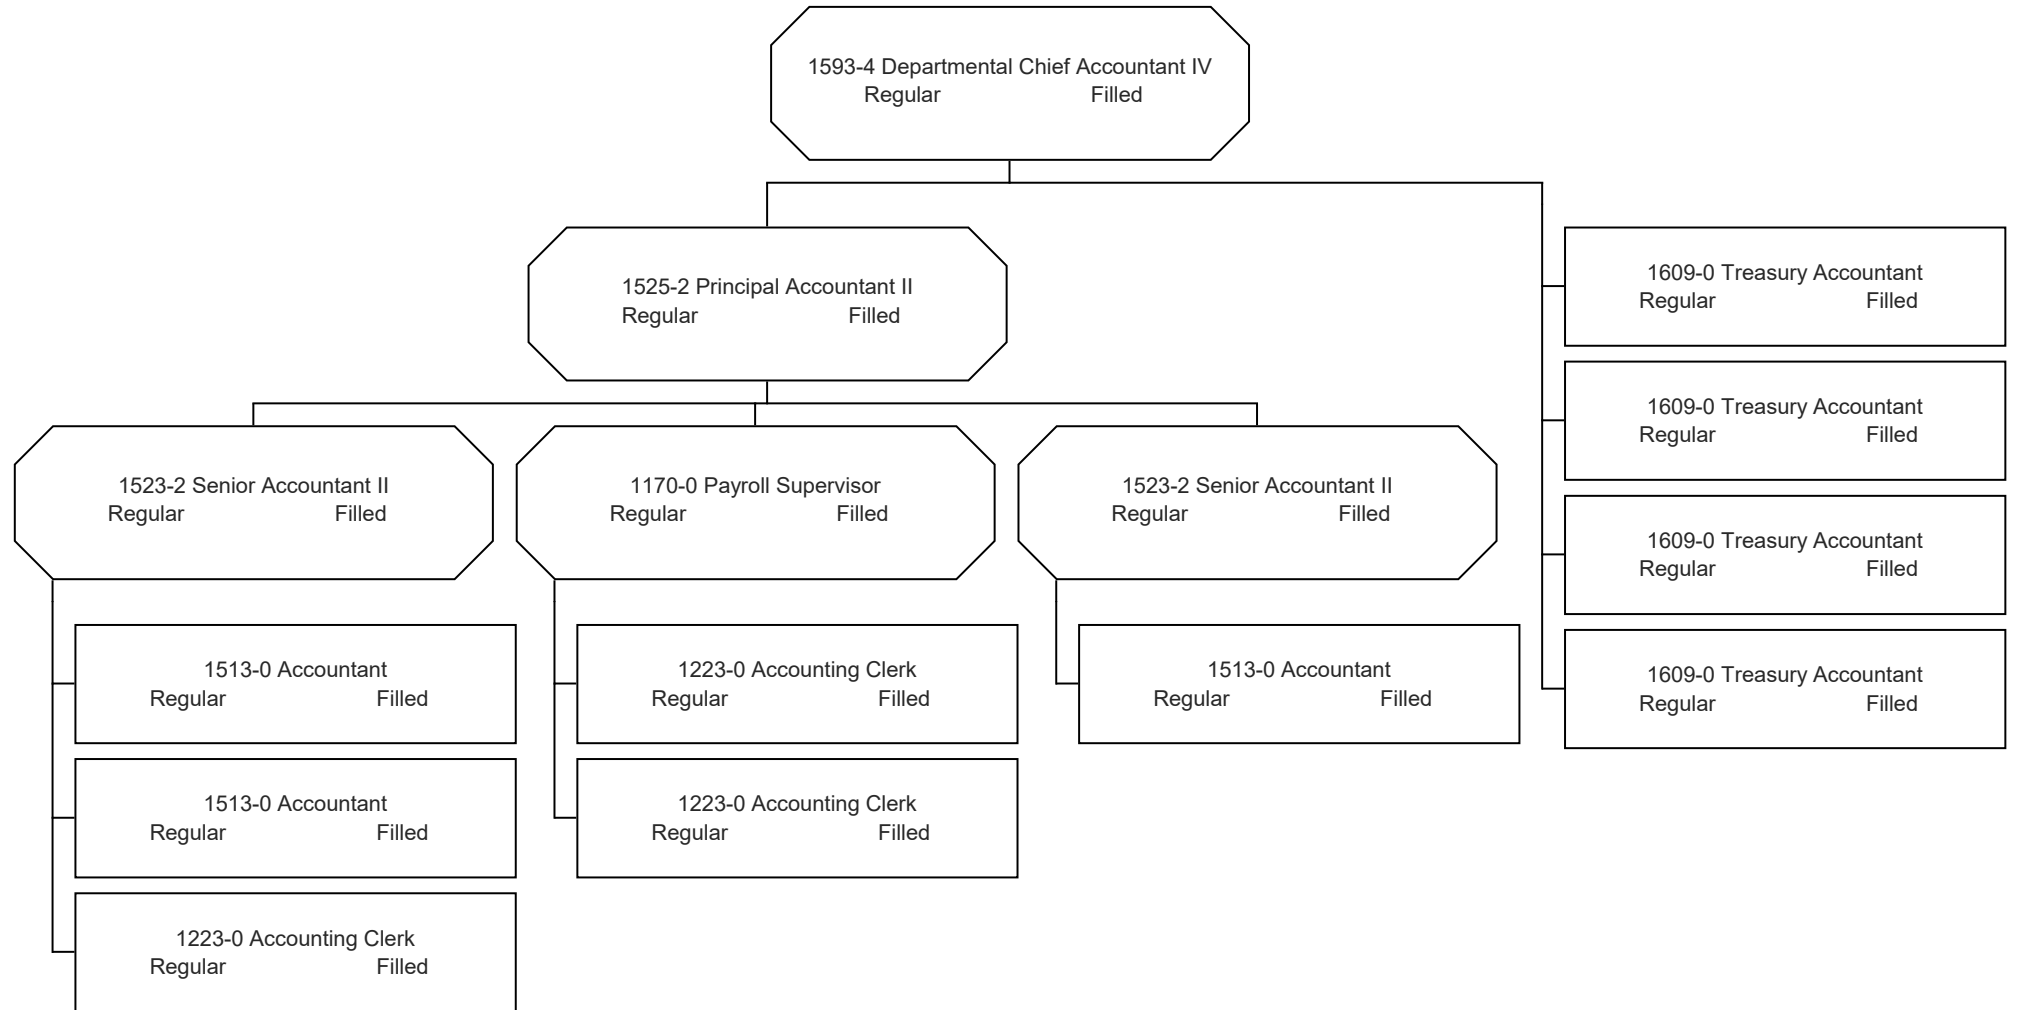 1593-4 Departmental Chief Accountant IV
Regular Filled
1525-2 Principal Accountant II
Regular Filled
1523-2 Senior Accountant II
Regular Filled
1513-0 Accountant
Regular Filled
1513-0 Accountant
Regular Filled
1223-0 Accounting Clerk
Regular Filled
1170-0 Payroll Supervisor
Regular Filled
1223-0 Accounting Clerk
Regular Filled
1223-0 Accounting Clerk
Regular Filled
1523-2 Senior Accountant II
Regular Filled
1513-0 Accountant
Regular Filled
1609-0 Treasury Accountant
Regular Filled
1609-0 Treasury Accountant
Regular Filled
1609-0 Treasury Accountant
Regular Filled
1609-0 Treasury Accountant
Regular Filled